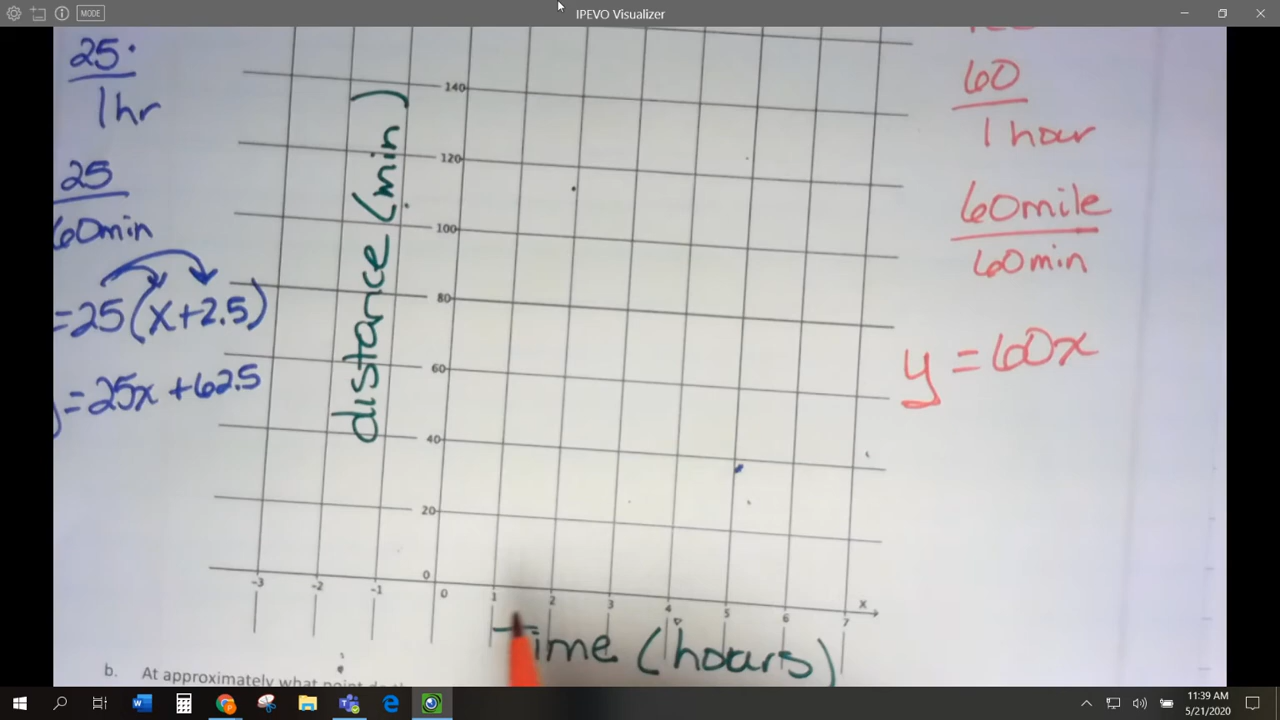 MODE
IPEVO Visualizer
25
1hr
25
60min
=25(x+2.5)
=25x+62.5
distance (min)
140
120
100
80
60
40
20
0
-3 -2 -1 0 1 2 3 4 5 6 7 x
Time (hours)
60
1 hour
60mile
60min
y=60x
b. At approximately what point do
11:39 AM
5/21/2020